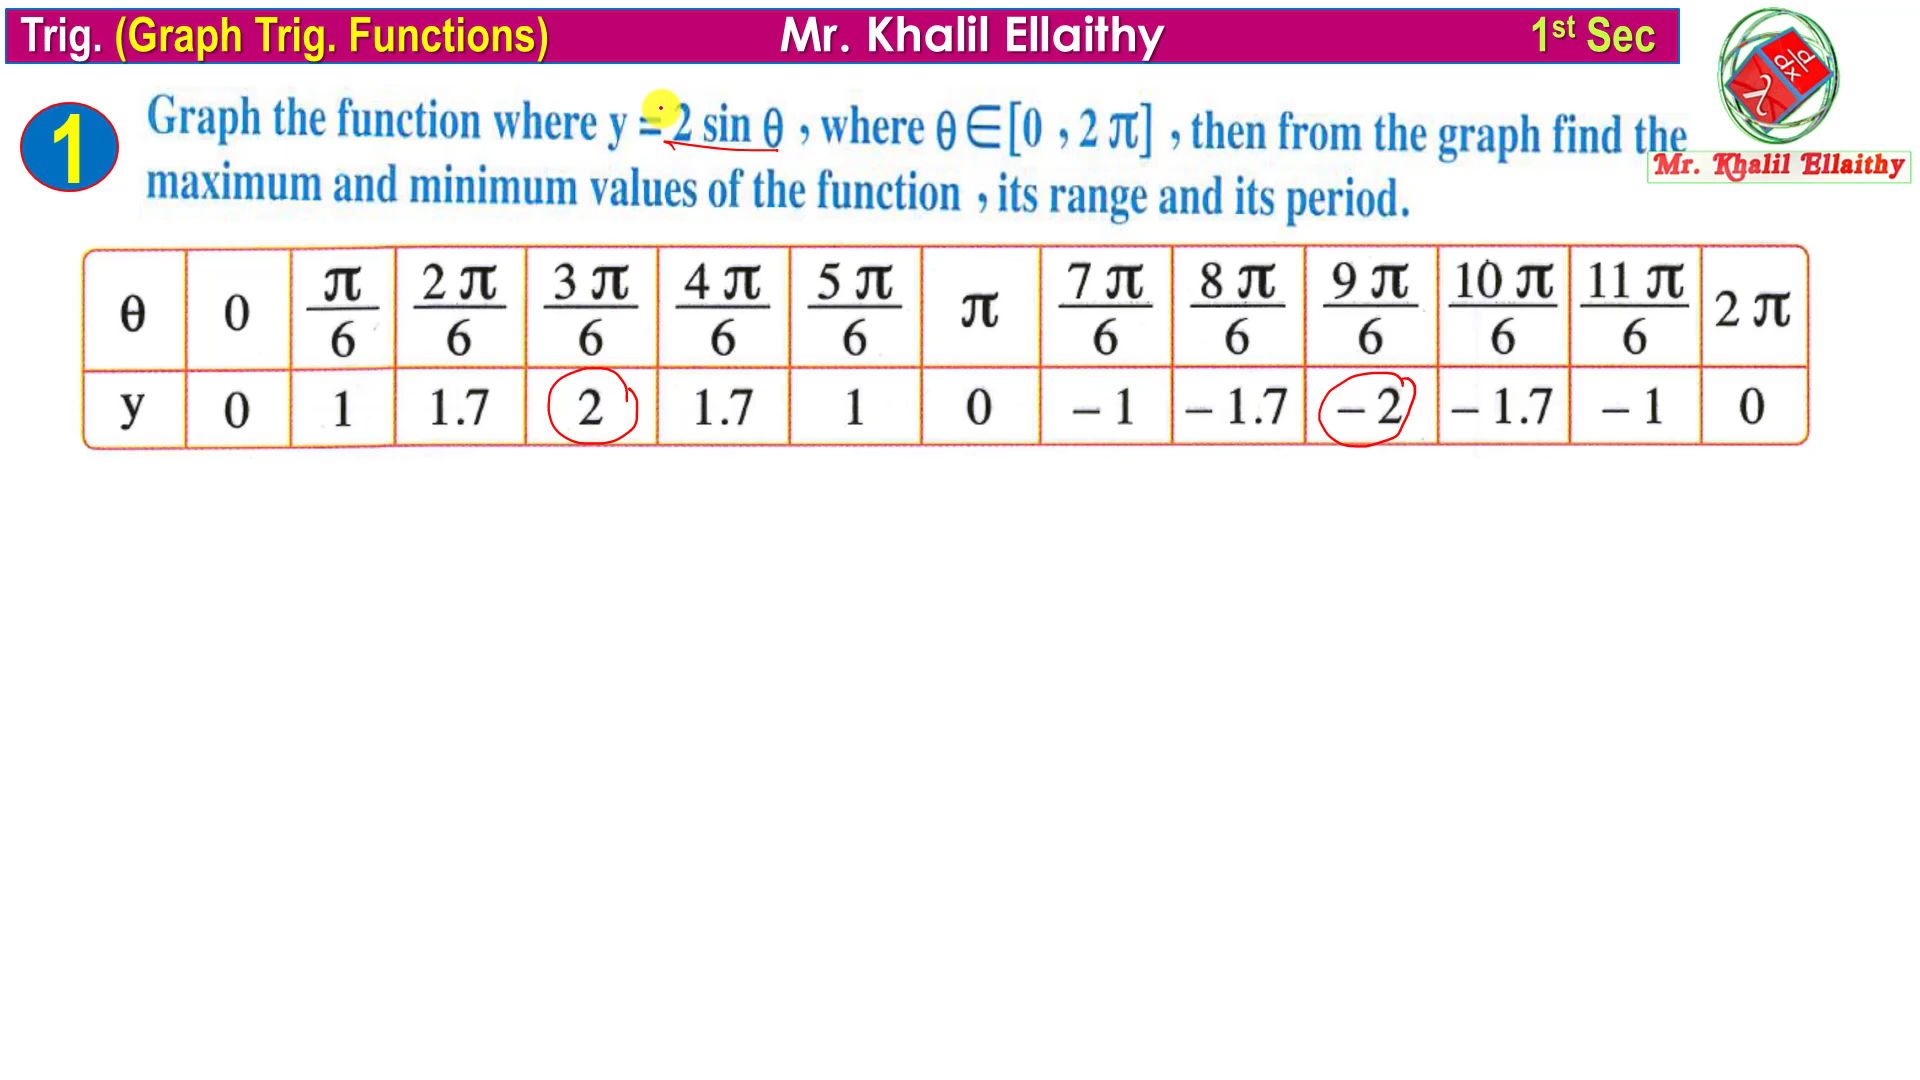 Trig. (Graph Trig. Functions) Mr. Khalil Ellaithy 1st Sec
1 Graph the function where y = 2 sin θ , where θ ∈ [0 , 2 π] , then from the graph find the
maximum and minimum values of the function , its range and its period.
Mr. Khalil Ellaithy
θ 0 π/6 2π/6 3π/6 4π/6 5π/6 π 7π/6 8π/6 9π/6 10π/6 11π/6 2π
y 0 1 1.7 2 1.7 1 0 – 1 – 1.7 – 2 – 1.7 – 1 0